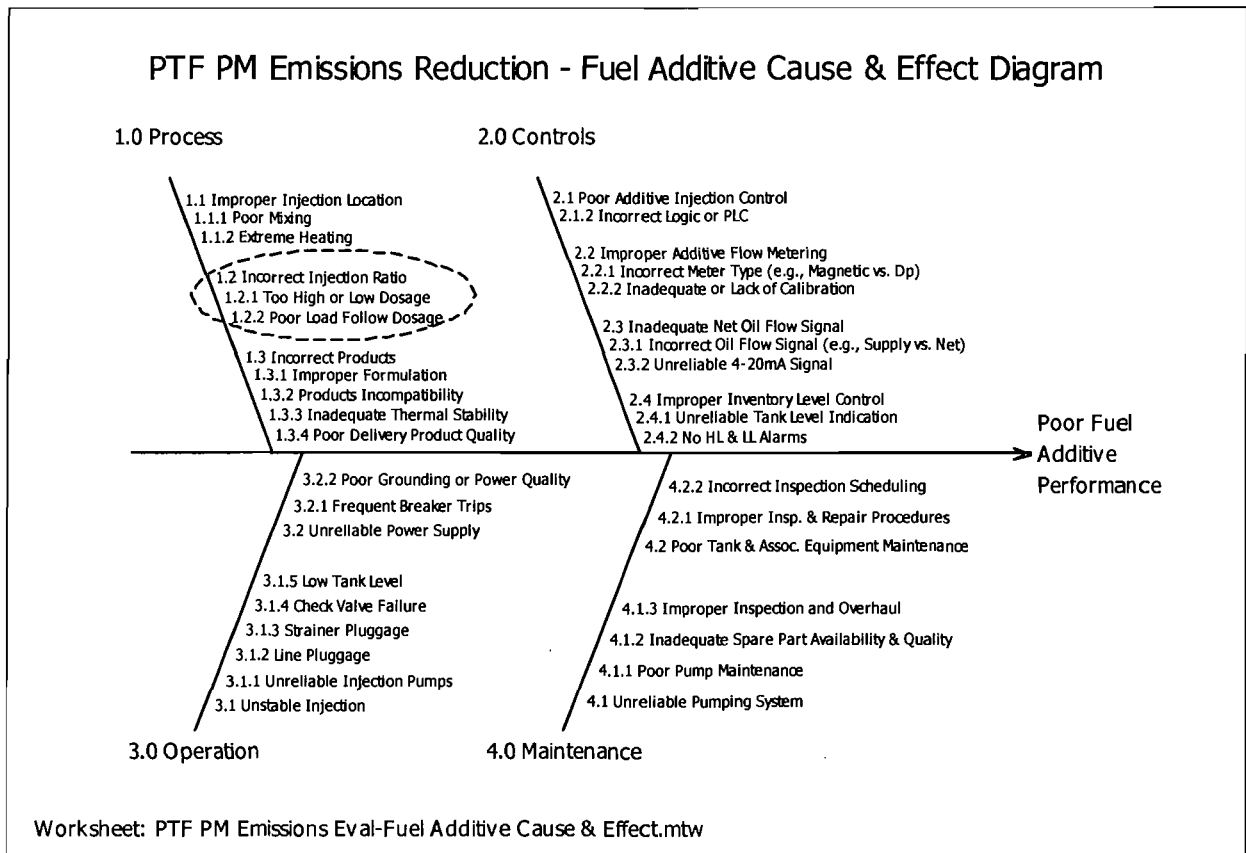 PTF PM Emissions Reduction - Fuel Additive Cause & Effect Diagram
1.0 Process
1.1 Improper Injection Location
1.1.1 Poor Mixing
1.1.2 Extreme Heating
1.2 Incorrect Injection Ratio
1.2.1 Too High or Low Dosage
1.2.2 Poor Load Follow Dosage
1.3 Incorrect Products
1.3.1 Improper Formulation
1.3.2 Products Incompatibility
1.3.3 Inadequate Thermal Stability
1.3.4 Poor Delivery Product Quality
2.0 Controls
2.1 Poor Additive Injection Control
2.1.2 Incorrect Logic or PLC
2.2 Improper Additive Flow Metering
2.2.1 Incorrect Meter Type (e.g., Magnetic vs. Dp)
2.2.2 Inadequate or Lack of Calibration
2.3 Inadequate Net Oil Flow Signal
2.3.1 Incorrect Oil Flow Signal (e.g., Supply vs. Net)
2.3.2 Unreliable 4-20mA Signal
2.4 Improper Inventory Level Control
2.4.1 Unreliable Tank Level Indication
2.4.2 No HL & LL Alarms
Poor Fuel
Additive
Performance
3.2.2 Poor Grounding or Power Quality
3.2.1 Frequent Breaker Trips
3.2 Unreliable Power Supply
3.1.5 Low Tank Level
3.1.4 Check Valve Failure
3.1.3 Strainer Pluggage
3.1.2 Line Pluggage
3.1.1 Unreliable Injection Pumps
3.1 Unstable Injection
3.0 Operation
4.2.2 Incorrect Inspection Scheduling
4.2.1 Improper Insp. & Repair Procedures
4.2 Poor Tank & Assoc. Equipment Maintenance
4.1.3 Improper Inspection and Overhaul
4.1.2 Inadequate Spare Part Availability & Quality
4.1.1 Poor Pump Maintenance
4.1 Unreliable Pumping System
4.0 Maintenance
Worksheet: PTF PM Emissions Eval-Fuel Additive Cause & Effect.mtw